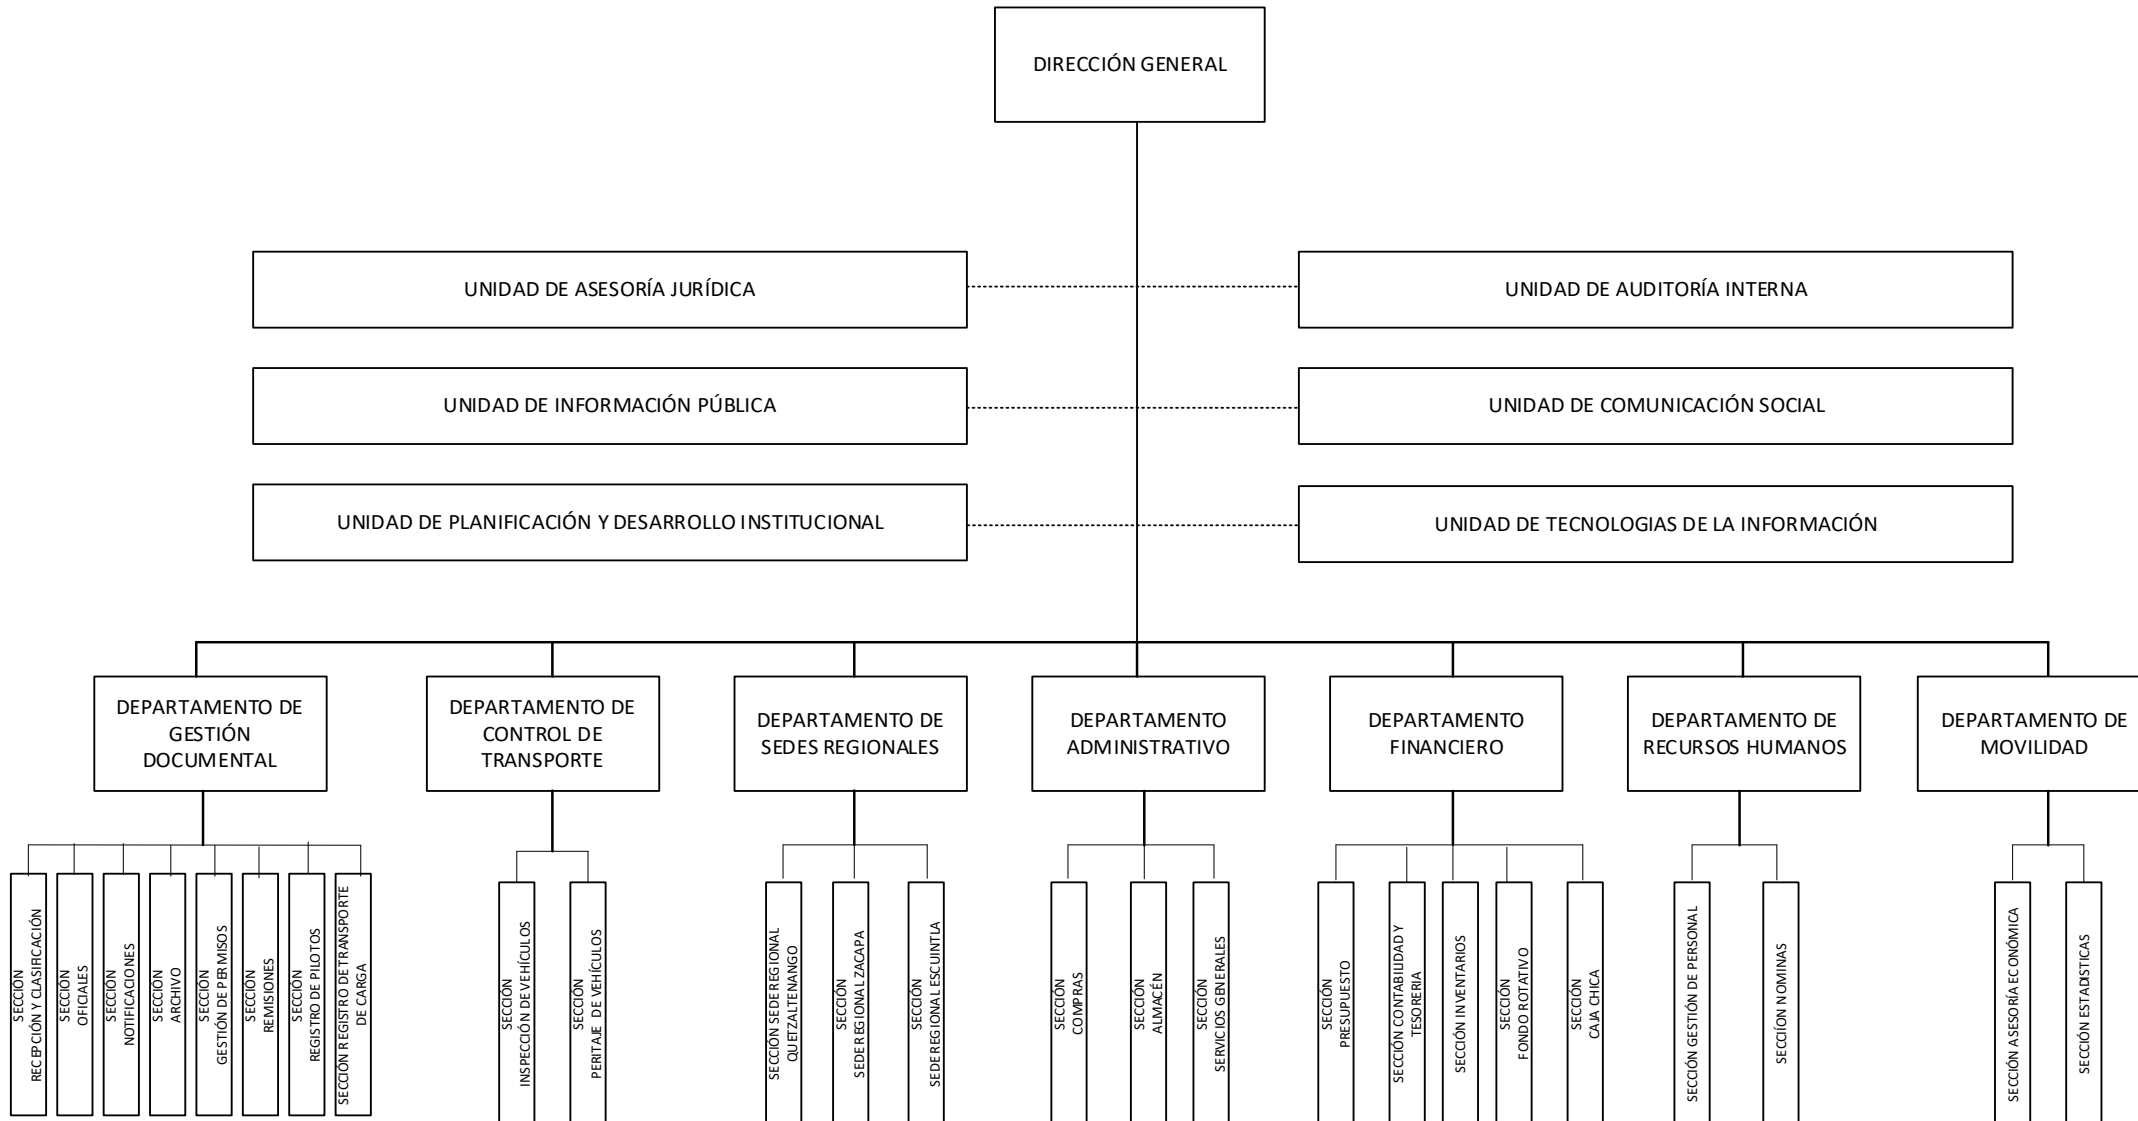 DIRECCIÓN GENERAL
UNIDAD DE ASESORÍA JURÍDICA
UNIDAD DE AUDITORÍA INTERNA
UNIDAD DE INFORMACIÓN PÚBLICA
UNIDAD DE COMUNICACIÓN SOCIAL
UNIDAD DE PLANIFICACIÓN Y DESARROLLO INSTITUCIONAL
UNIDAD DE TECNOLOGIAS DE LA INFORMACIÓN
DEPARTAMENTO DE
GESTIÓN
DOCUMENTAL
DEPARTAMENTO DE
CONTROL DE
TRANSPORTE
DEPARTAMENTO DE
SEDES REGIONALES
DEPARTAMENTO
ADMINISTRATIVO
DEPARTAMENTO
FINANCIERO
DEPARTAMENTO DE
RECURSOS HUMANOS
DEPARTAMENTO DE
MOVILIDAD
SECCIÓN
RECEPCIÓN Y CLASIFICACIÓN
SECCIÓN
OFICIALES
SECCIÓN
NOTIFICACIONES
SECCIÓN
ARCHIVO
SECCIÓN
GESTIÓN DE PERMISOS
SECCIÓN
REMISIONES
SECCIÓN
REGISTRO DE PILOTOS
SECCIÓN REGISTRO DE TRANSPORTE
DE CARGA
SECCIÓN
INSPECCIÓN DE VEHÍCULOS
SECCIÓN
PERITAJE DE VEHÍCULOS
SECCIÓN SEDE REGIONAL
QUETZALTENANGO
SECCIÓN
SEDE REGIONAL ZACAPA
SECCIÓN
SEDE REGIONAL ESCUINTLA
SECCIÓN
COMPRAS
SECCIÓN
ALMACÉN
SECCIÓN
SERVICIOS GENERALES
SECCIÓN
PRESUPUESTO
SECCIÓN CONTABILIDAD Y
TESORERIA
SECCIÓN INVENTARIOS
SECCIÓN
FONDO ROTATIVO
SECCIÓN
CAJA CHICA
SECCIÓN GESTIÓN DE PERSONAL
SECCIÍON NOMINAS
SECCIÓN ASESORÍA ECONÓMICA
SECCIÓN ESTADISTICAS